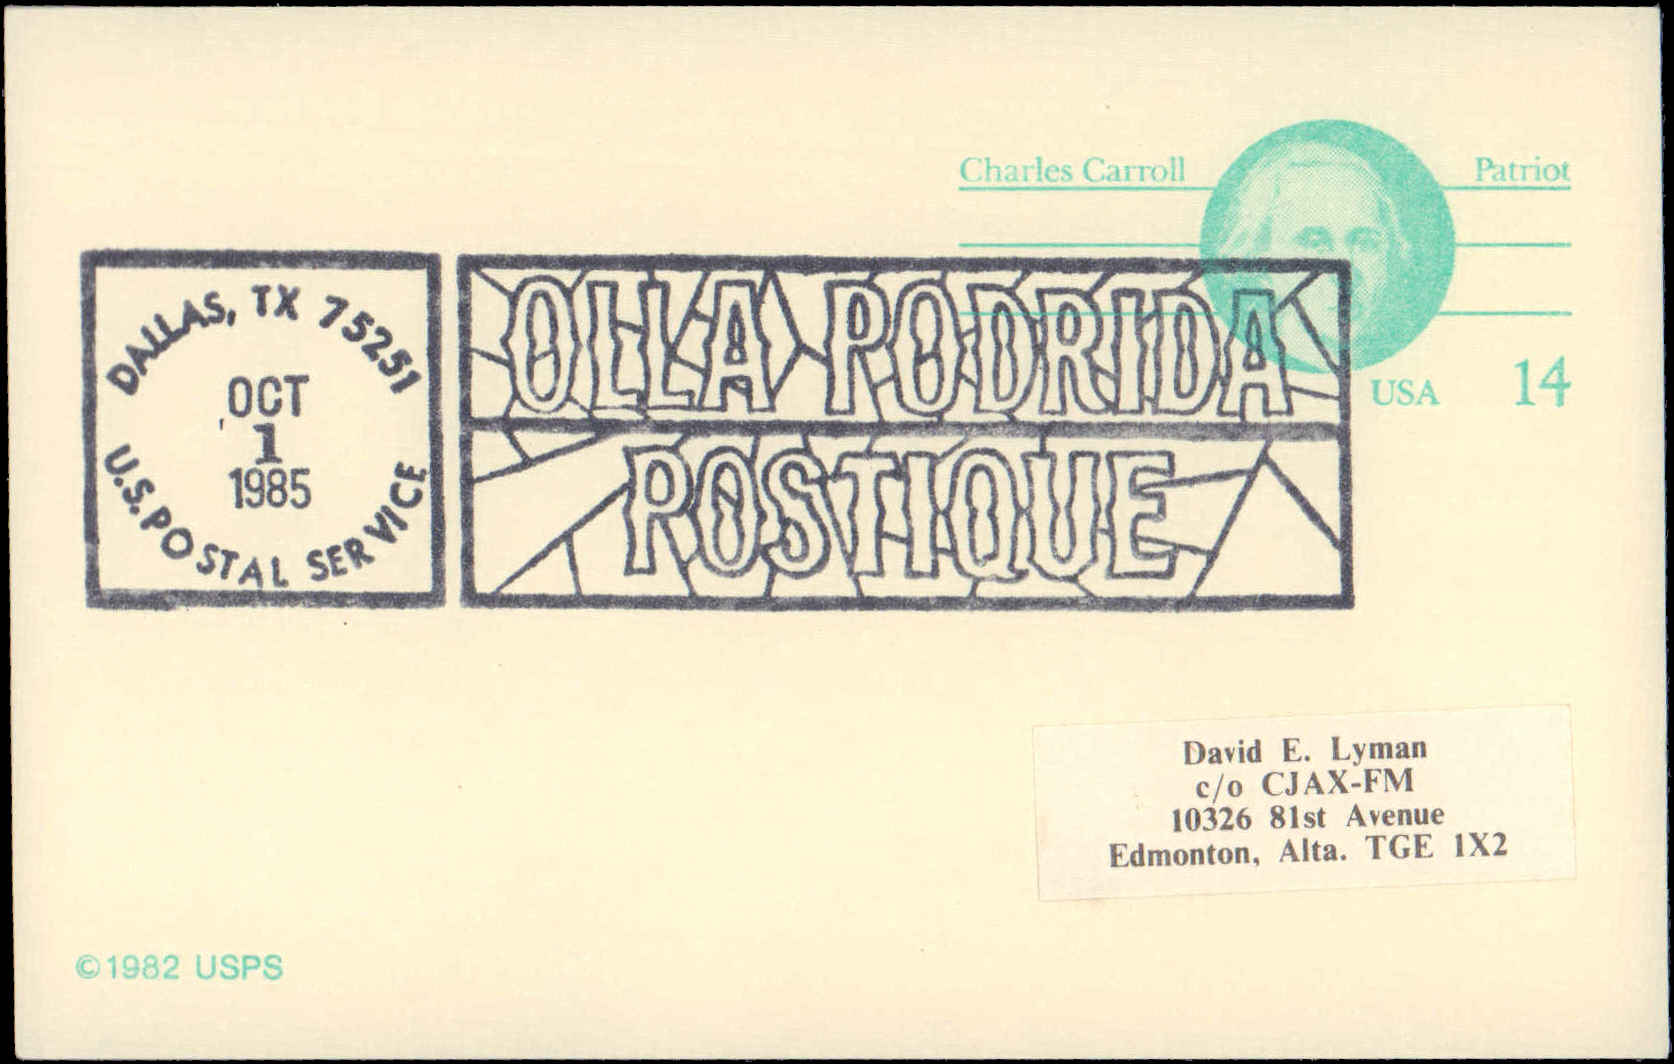 Charles Carroll Patriot
USA 14
DALLAS, TX 75251
OCT
1
1985
U.S. POSTAL SERVICE
OLLA PODRIDA
POSTIQUE
David E. Lyman
c/o CJAX-FM
10326 81st Avenue
Edmonton, Alta. TGE 1X2
©1982 USPS